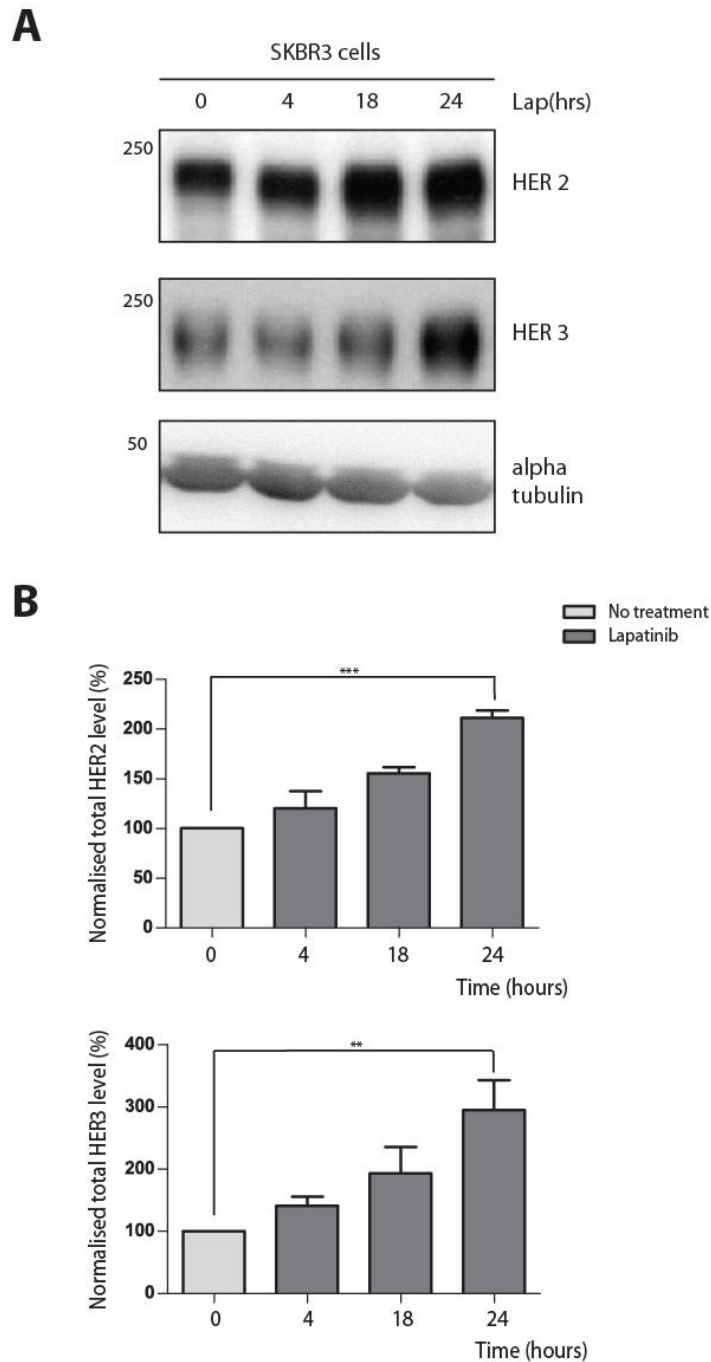 A
SKBR3 cells
0 4 18 24 Lap(hrs)
250
HER 2
250
HER 3
50
alpha
tubulin
B
No treatment
Lapatinib
Normalised total HER2 level (%)
250
200
150
100
50
0
***
0 4 18 24
Time (hours)
Normalised total HER3 level (%)
400
300
200
100
0
**
0 4 18 24
Time (hours)